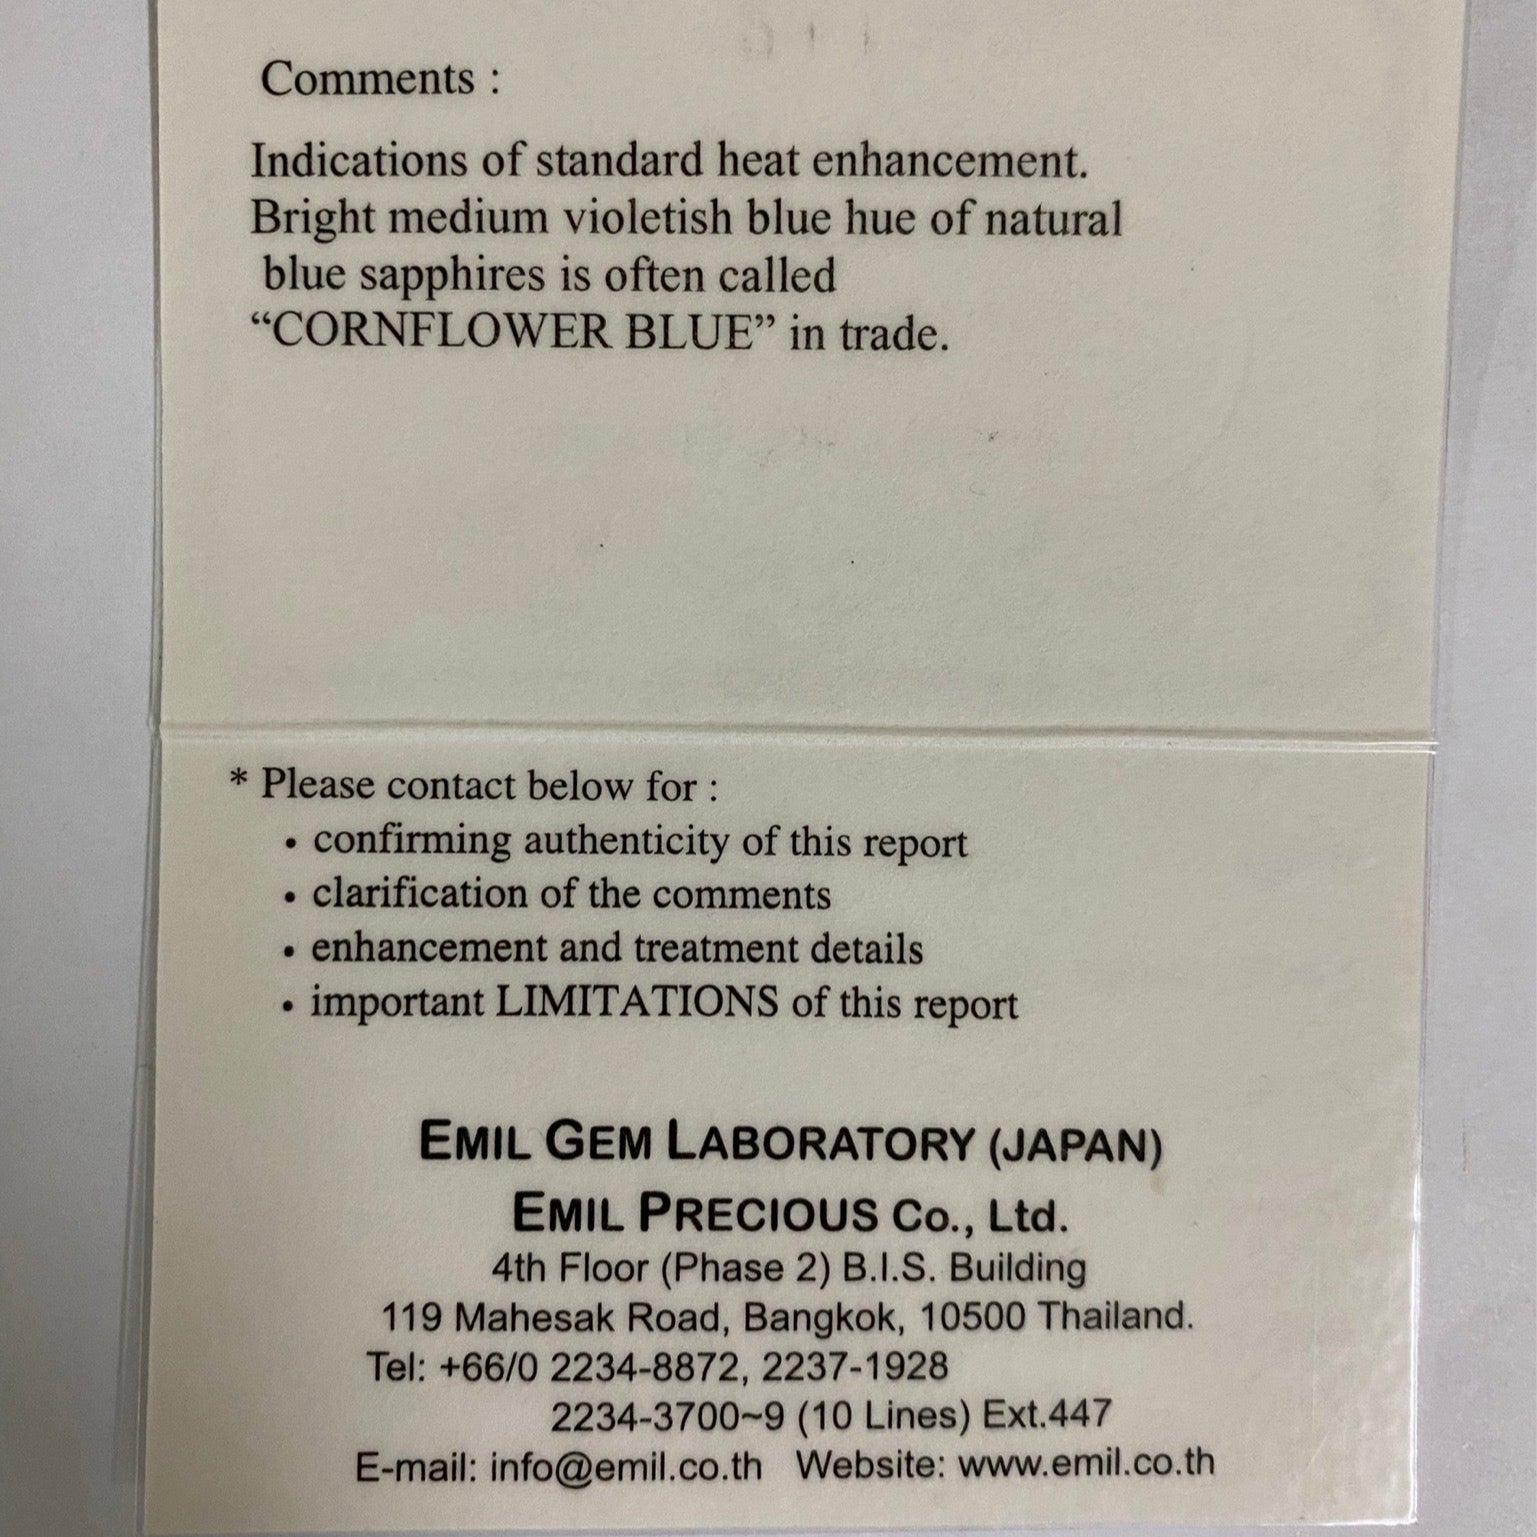 Comments :
Indications of standard heat enhancement.
Bright medium violetish blue hue of natural
blue sapphires is often called
“CORNFLOWER BLUE” in trade.
* Please contact below for :
• confirming authenticity of this report
• clarification of the comments
• enhancement and treatment details
• important LIMITATIONS of this report
EMIL GEM LABORATORY (JAPAN)
EMIL PRECIOUS Co., Ltd.
4th Floor (Phase 2) B.I.S. Building
119 Mahesak Road, Bangkok, 10500 Thailand.
Tel: +66/0 2234-8872, 2237-1928
2234-3700~9 (10 Lines) Ext.447
E-mail: info@emil.co.th Website: www.emil.co.th